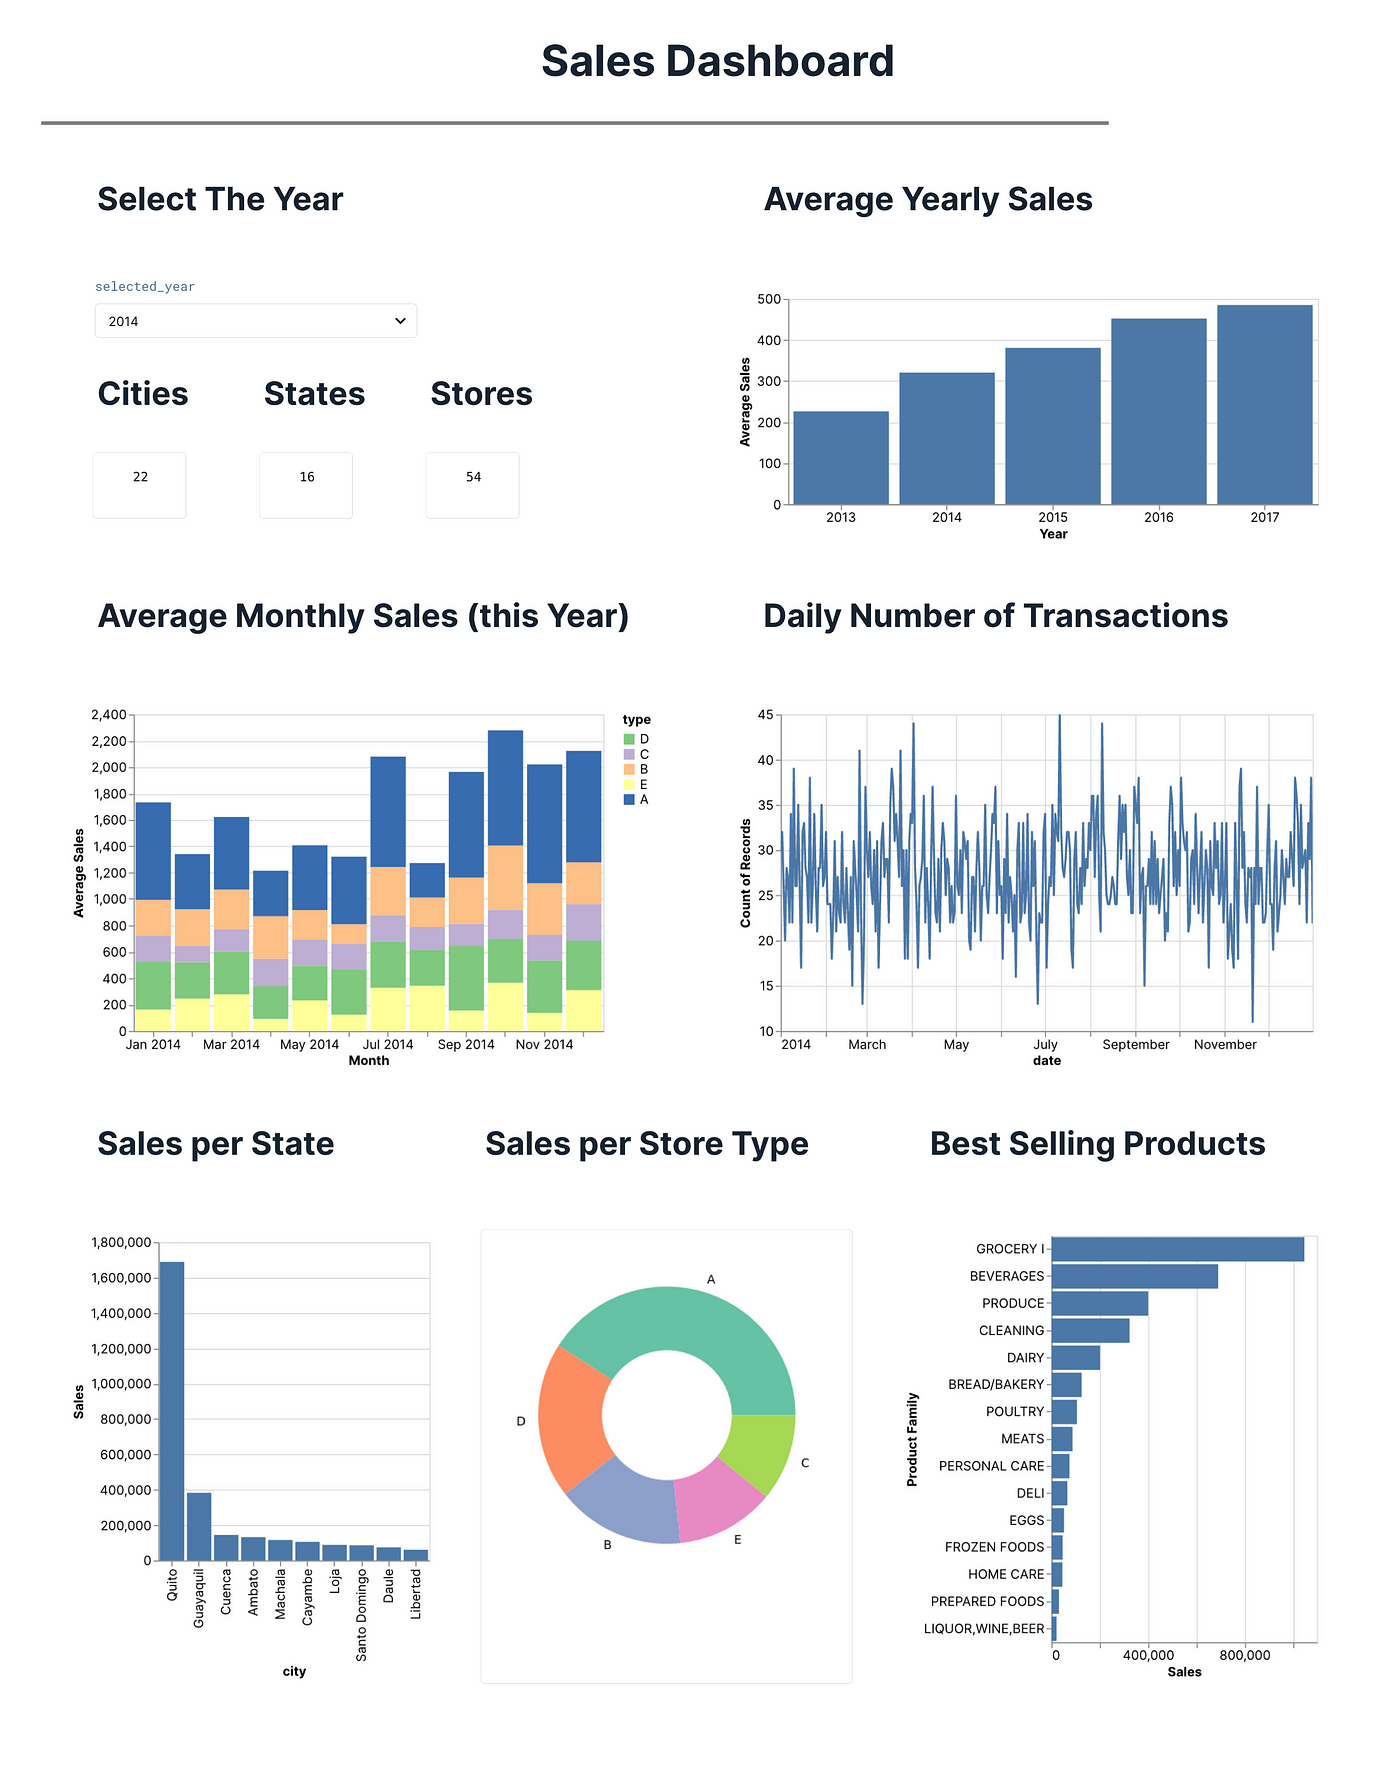 Sales Dashboard
Select The Year
Average Yearly Sales
selected_year
2014
Cities
States
Stores
22
16
54
500
400
300
200
100
0
Average Sales
2013 2014 2015 2016 2017
Year
Average Monthly Sales (this Year)
Daily Number of Transactions
2,400
2,200
2,000
1,800
1,600
1,400
1,200
1,000
800
600
400
200
0
Average Sales
Jan 2014 Mar 2014 May 2014 Jul 2014 Sep 2014 Nov 2014
Month
type
D
C
B
E
A
45
40
35
30
25
20
15
10
Count of Records
2014 March May July September November
date
Sales per State
Sales per Store Type
Best Selling Products
1,800,000
1,600,000
1,400,000
1,200,000
1,000,000
800,000
600,000
400,000
200,000
0
Sales
Quito
Guayaquil
Cuenca
Ambato
Machala
Cayambe
Loja
Santo Domingo
Daule
Libertad
city
A
D
C
B
E
GROCERY I
BEVERAGES
PRODUCE
CLEANING
DAIRY
BREAD/BAKERY
POULTRY
MEATS
PERSONAL CARE
DELI
EGGS
FROZEN FOODS
HOME CARE
PREPARED FOODS
LIQUOR,WINE,BEER
Product Family
0 400,000 800,000
Sales